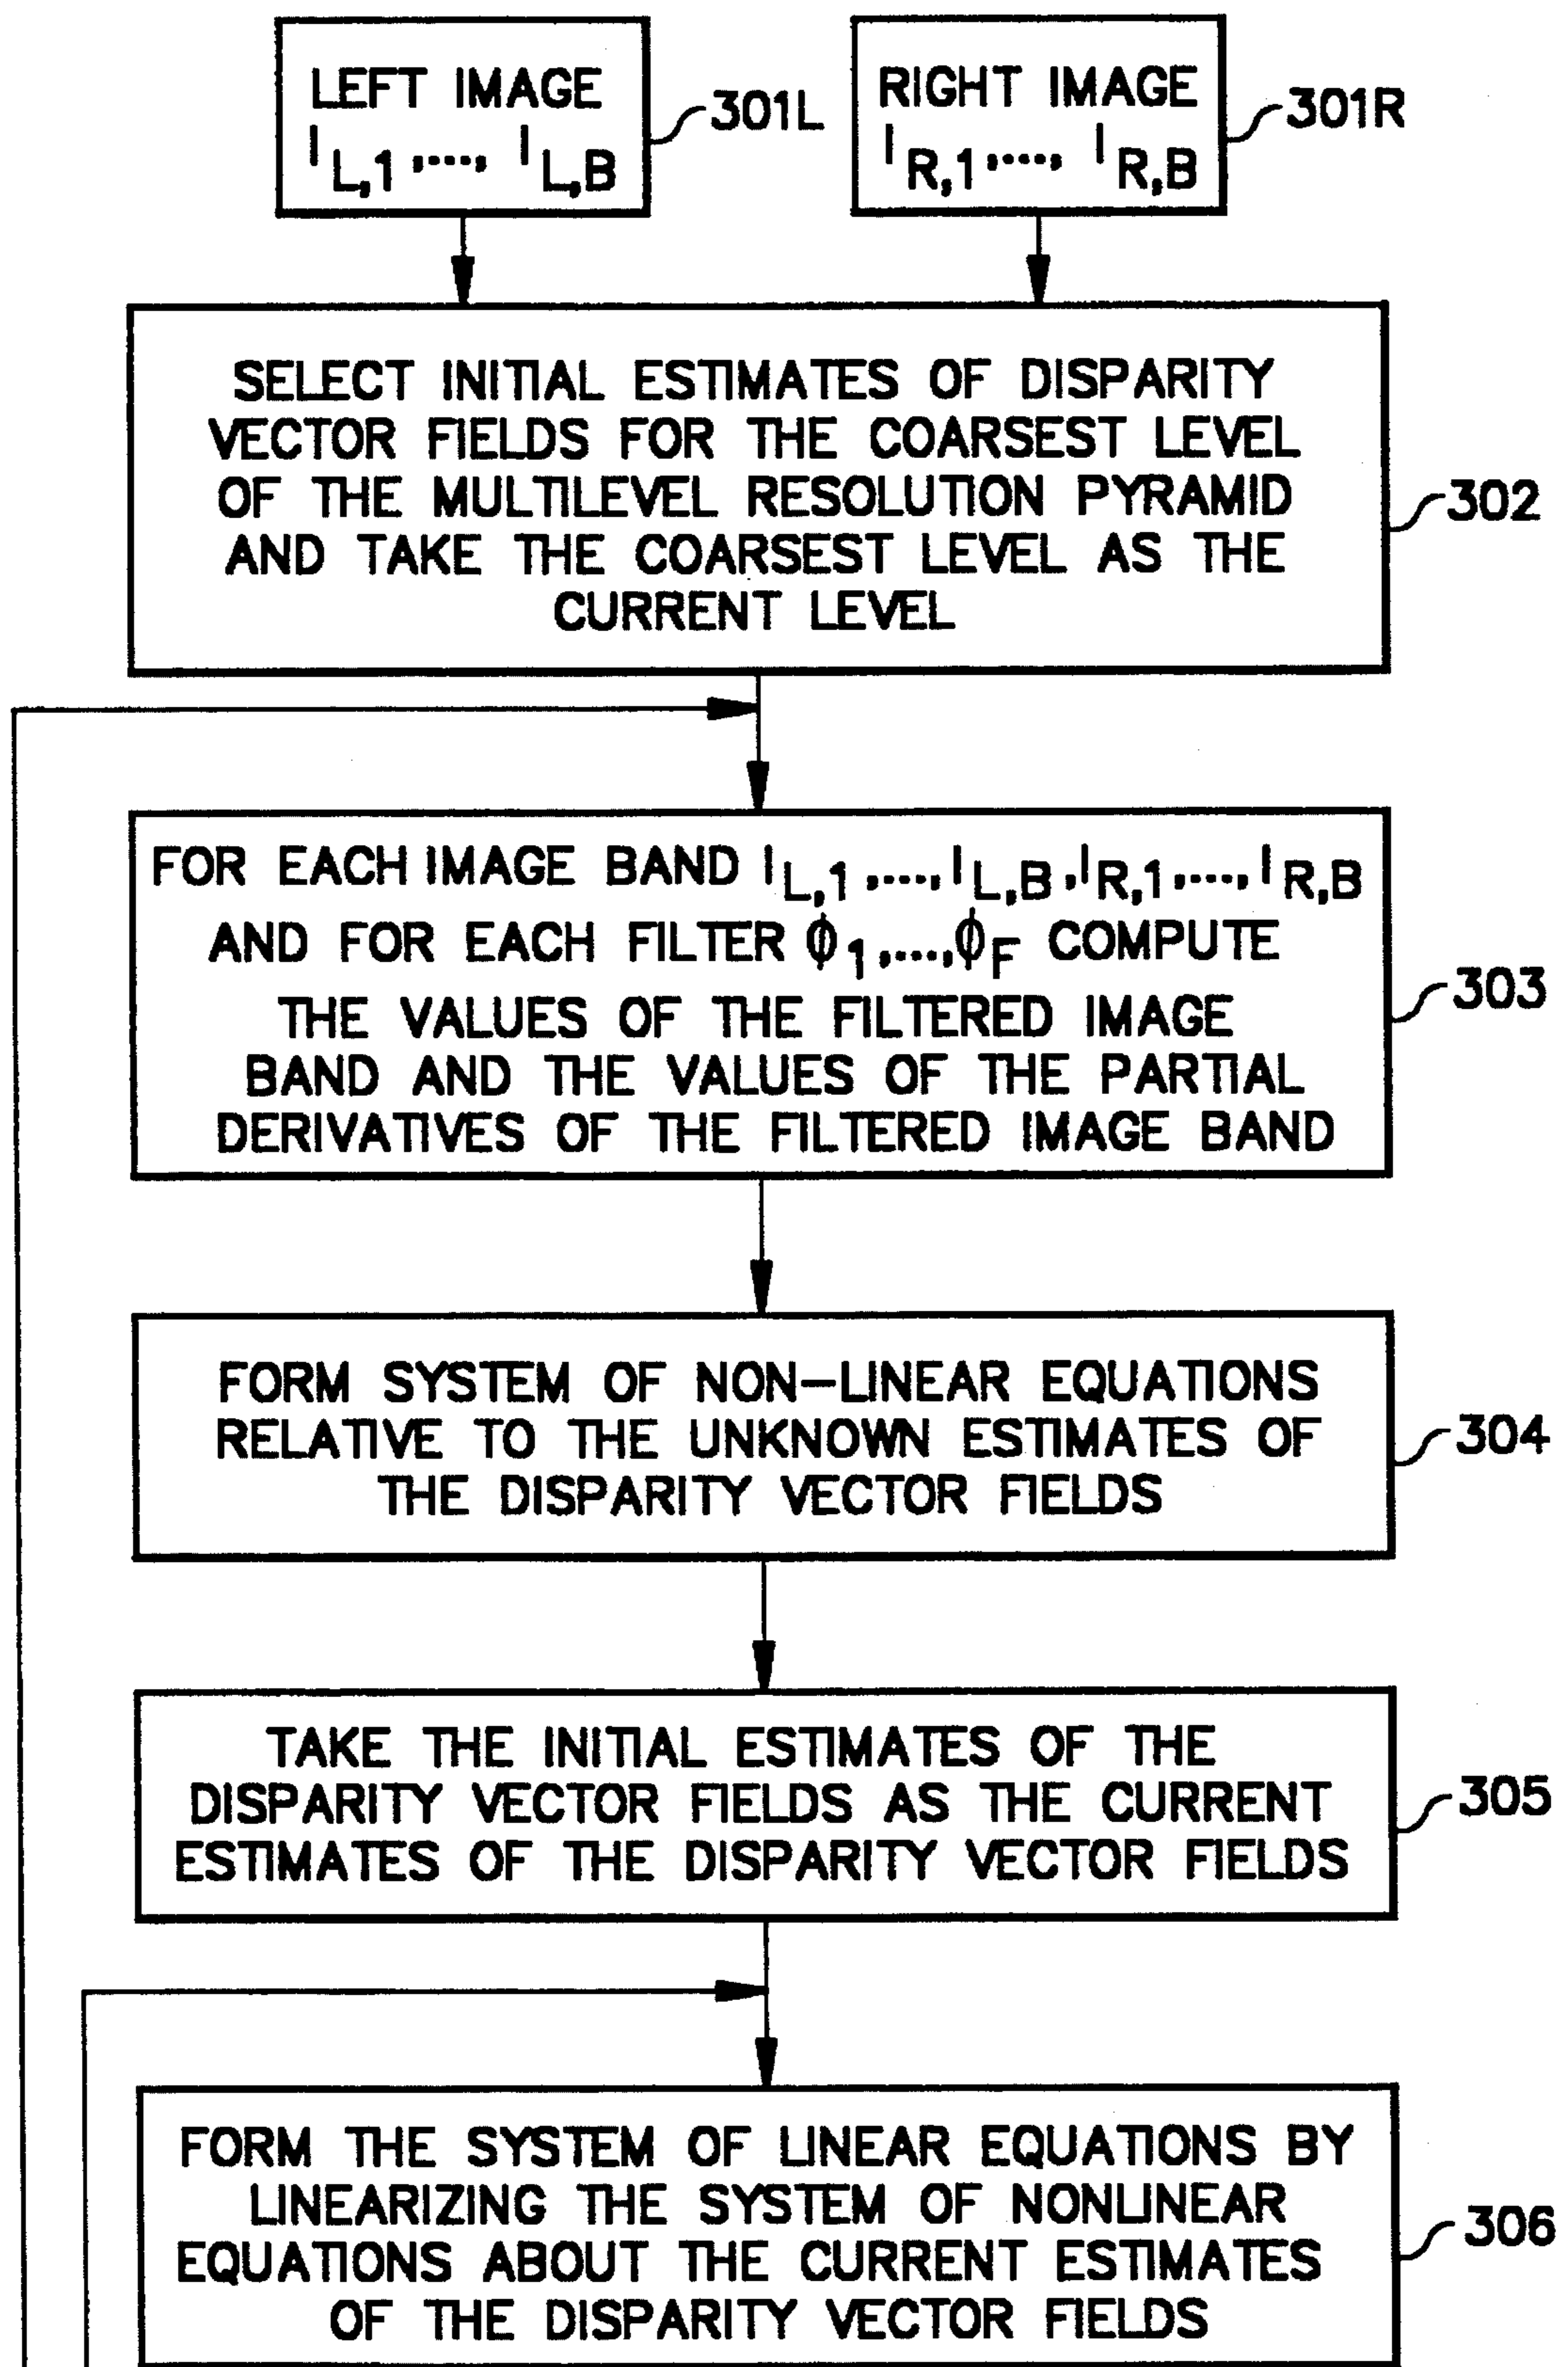 LEFT IMAGE
I L,1 ,..., I L,B
301L
RIGHT IMAGE
I R,1 ,..., I R,B
301R
SELECT INITIAL ESTIMATES OF DISPARITY
VECTOR FIELDS FOR THE COARSEST LEVEL
OF THE MULTILEVEL RESOLUTION PYRAMID
AND TAKE THE COARSEST LEVEL AS THE
CURRENT LEVEL
302
FOR EACH IMAGE BAND I L,1 ,...., I L,B , I R,1 ,..., I R,B
AND FOR EACH FILTER ϕ 1 ,..., ϕ F COMPUTE
THE VALUES OF THE FILTERED IMAGE
BAND AND THE VALUES OF THE PARTIAL
DERIVATIVES OF THE FILTERED IMAGE BAND
303
FORM SYSTEM OF NON-LINEAR EQUATIONS
RELATIVE TO THE UNKNOWN ESTIMATES OF
THE DISPARITY VECTOR FIELDS
304
TAKE THE INITIAL ESTIMATES OF THE
DISPARITY VECTOR FIELDS AS THE CURRENT
ESTIMATES OF THE DISPARITY VECTOR FIELDS
305
FORM THE SYSTEM OF LINEAR EQUATIONS BY
LINEARIZING THE SYSTEM OF NONLINEAR
EQUATIONS ABOUT THE CURRENT ESTIMATES
OF THE DISPARITY VECTOR FIELDS
306